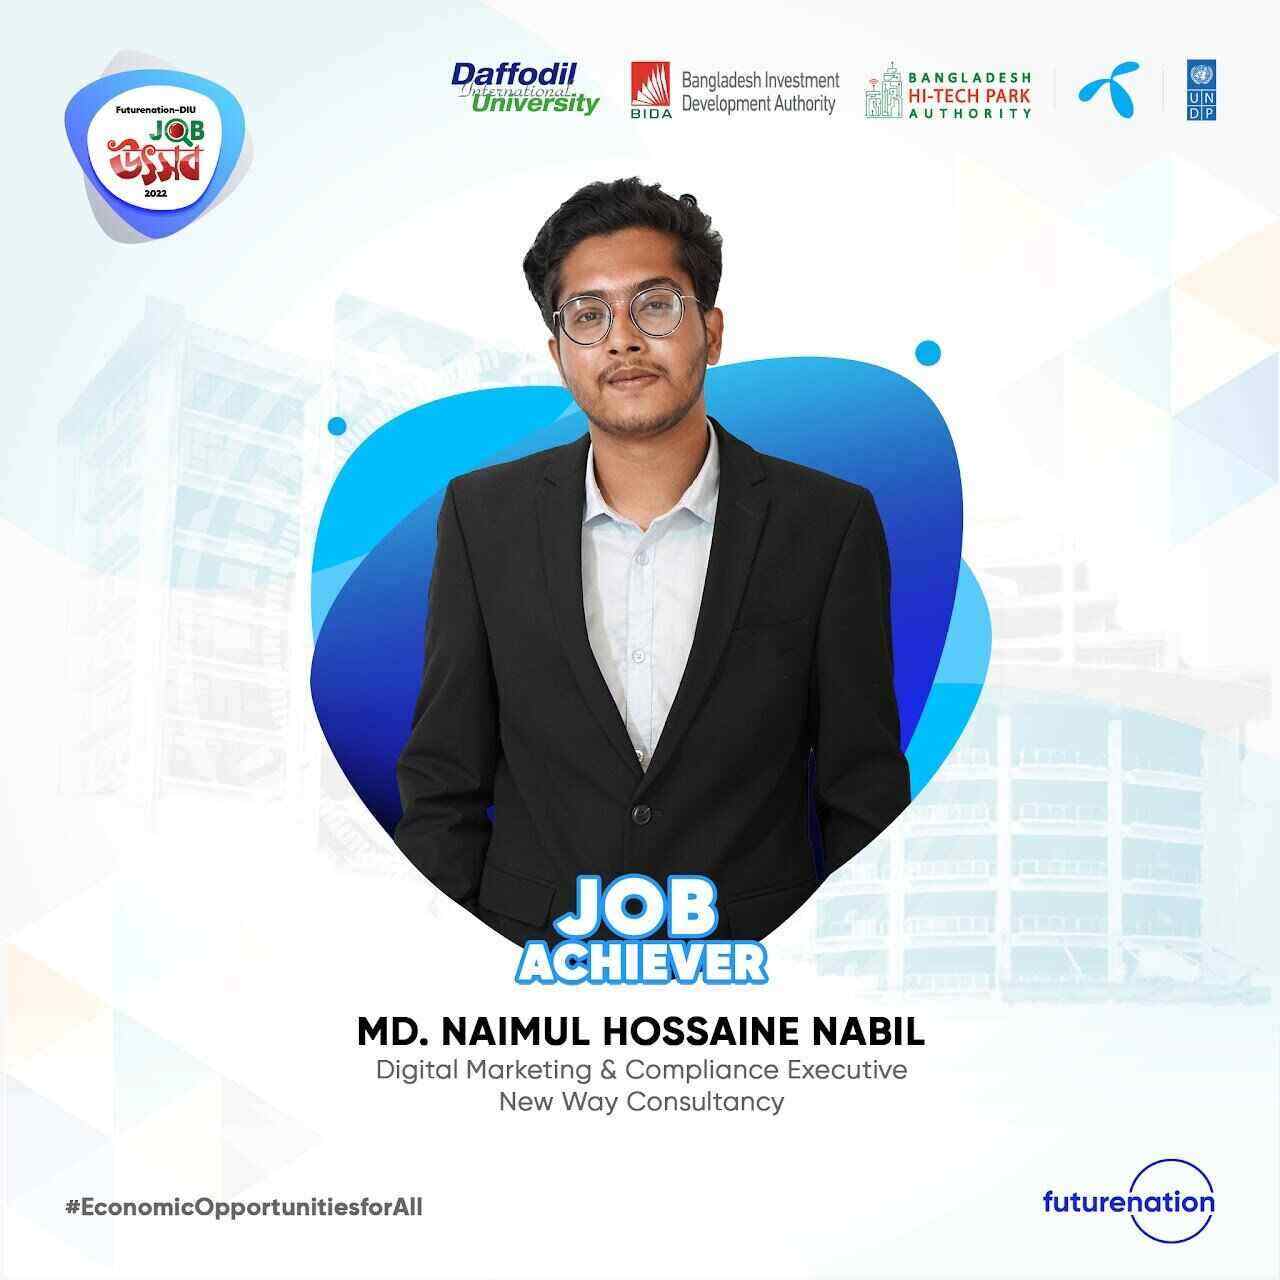 Futurenation-DIU
JOB
উৎসব
2022
Daffodil
International
University
BIDA
Bangladesh Investment
Development Authority
BANGLADESH
HI-TECH PARK
AUTHORITY
U N
D P
JOB
ACHIEVER
MD. NAIMUL HOSSAINE NABIL
Digital Marketing & Compliance Executive
New Way Consultancy
#EconomicOpportunitiesforAll
futurenation